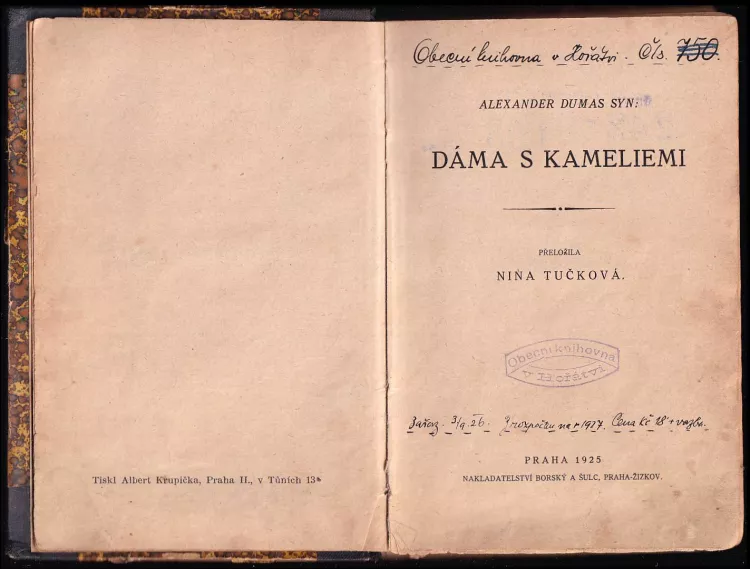 Tiskl Albert Krupička, Praha II., v Tůních 13
Obecní knihovna v Hořátvi. Čís. 750.
ALEXANDER DUMAS SYN:
DÁMA S KAMELIEMI
PŘELOŽILA
NINA TUČKOVÁ.
Obecní knihovna
v Hořátvi
3/9 26. Z rozpočtu na r 1927. Cena Kč 18 + vazba.
PRAHA 1925
NAKLADATELSTVÍ BORSKÝ A ŠULC, PRAHA-ŽIZKOV.